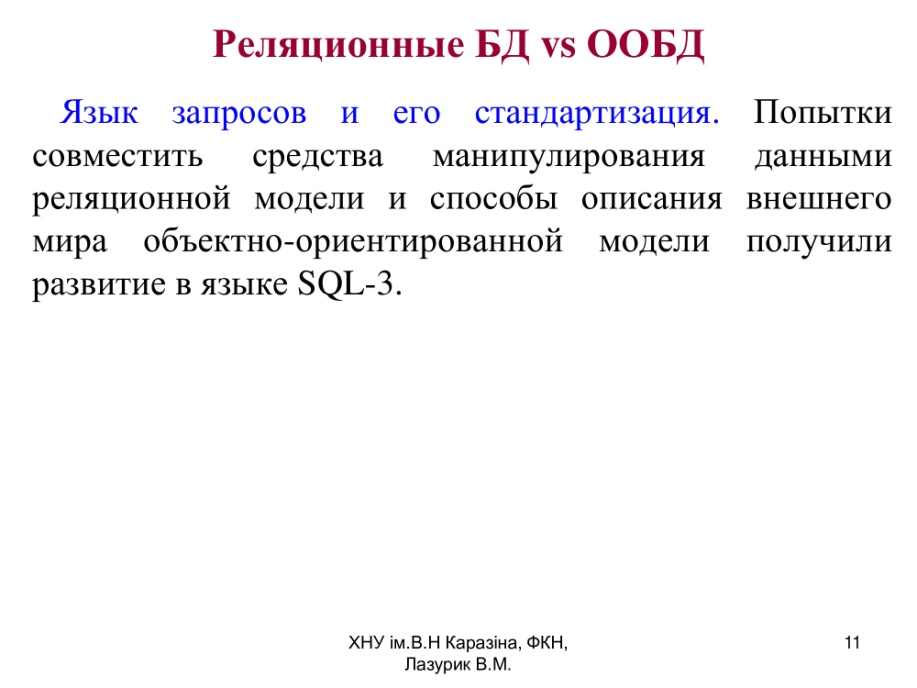 Реляционные БД vs ООБД
Язык запросов и его стандартизация. Попытки
совместить средства манипулирования данными
реляционной модели и способы описания внешнего
мира объектно-ориентированной модели получили
развитие в языке SQL-3.
ХНУ ім.В.Н Каразіна, ФКН,
Лазурик В.М.
11